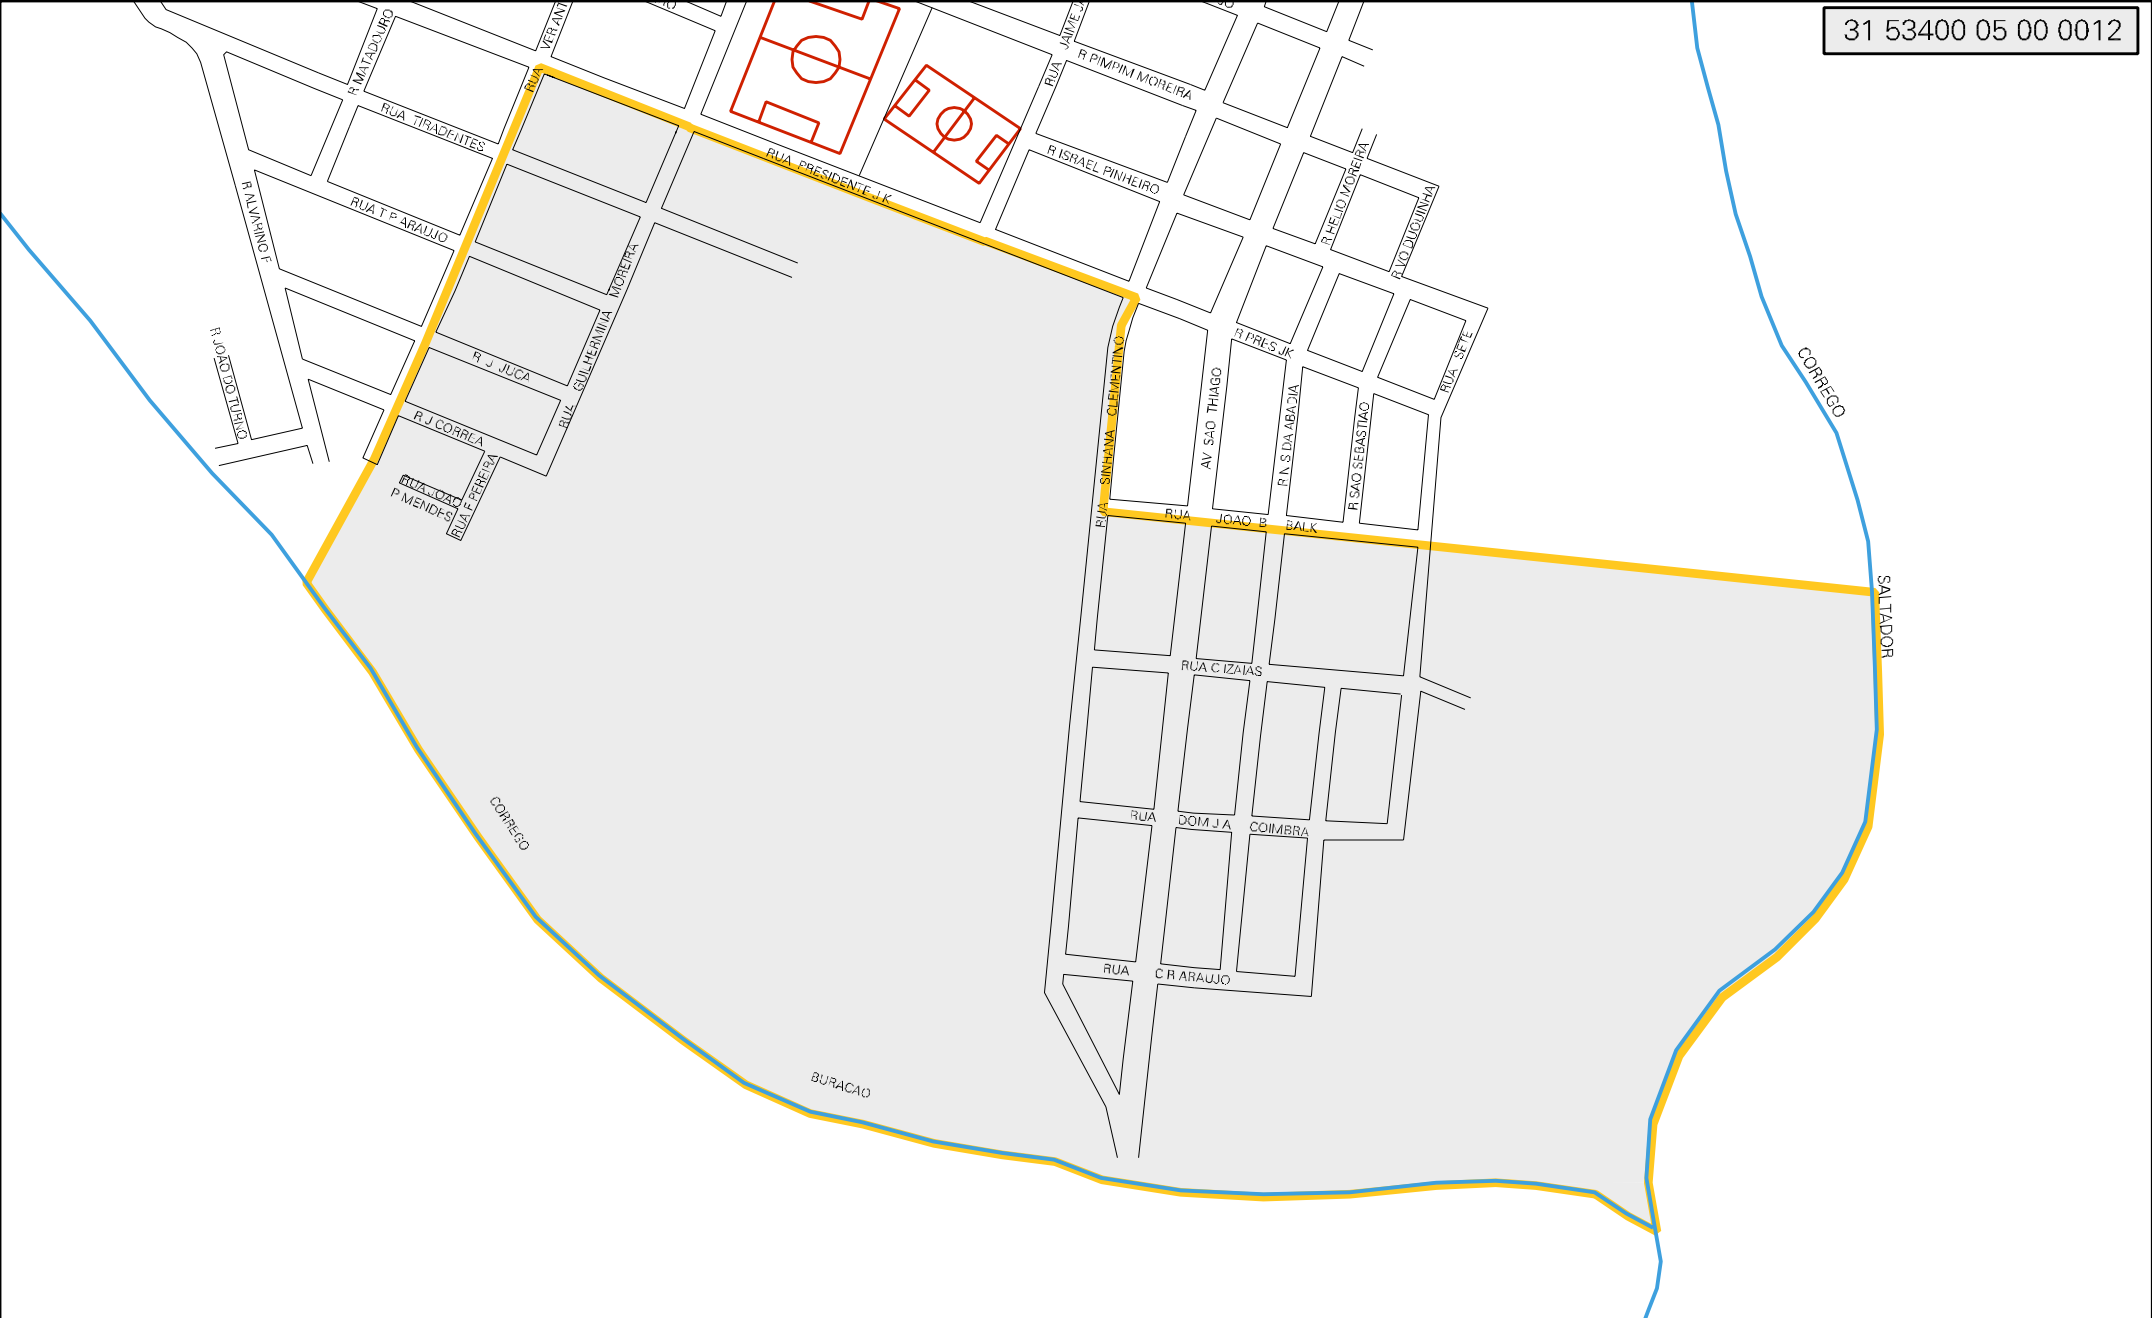 31 53400 05 00 0012
R MATADOURO
RUA
JAIME
RUA
R PIMPIM MOREIRA
RUA TIRADENTES
R ISRAEL PINHEIRO
RUA PRESIDENTE J K
R HELIO MOREIRA
R VO DUQUINHA
R ALVARINO F
RUA T P ARAUJO
RUA GUILHERMINA MOREIRA
R JOAO DO TURINO
R J JUCA
R J CORREA
RUA JOAO
P MENDES
RUA F PEREIRA
R PRES JK
RUA SETE
RUA SINHANA CLEMENTINO
AV SAO THIAGO
R N S DA ABADIA
R SAO SEBASTIAO
CORREGO
SALTADOR
RUA JOAO B BALK
RUA C IZAIAS
RUA DOM J A COIMBRA
RUA C R ARAUJO
CORREGO
BURACAO